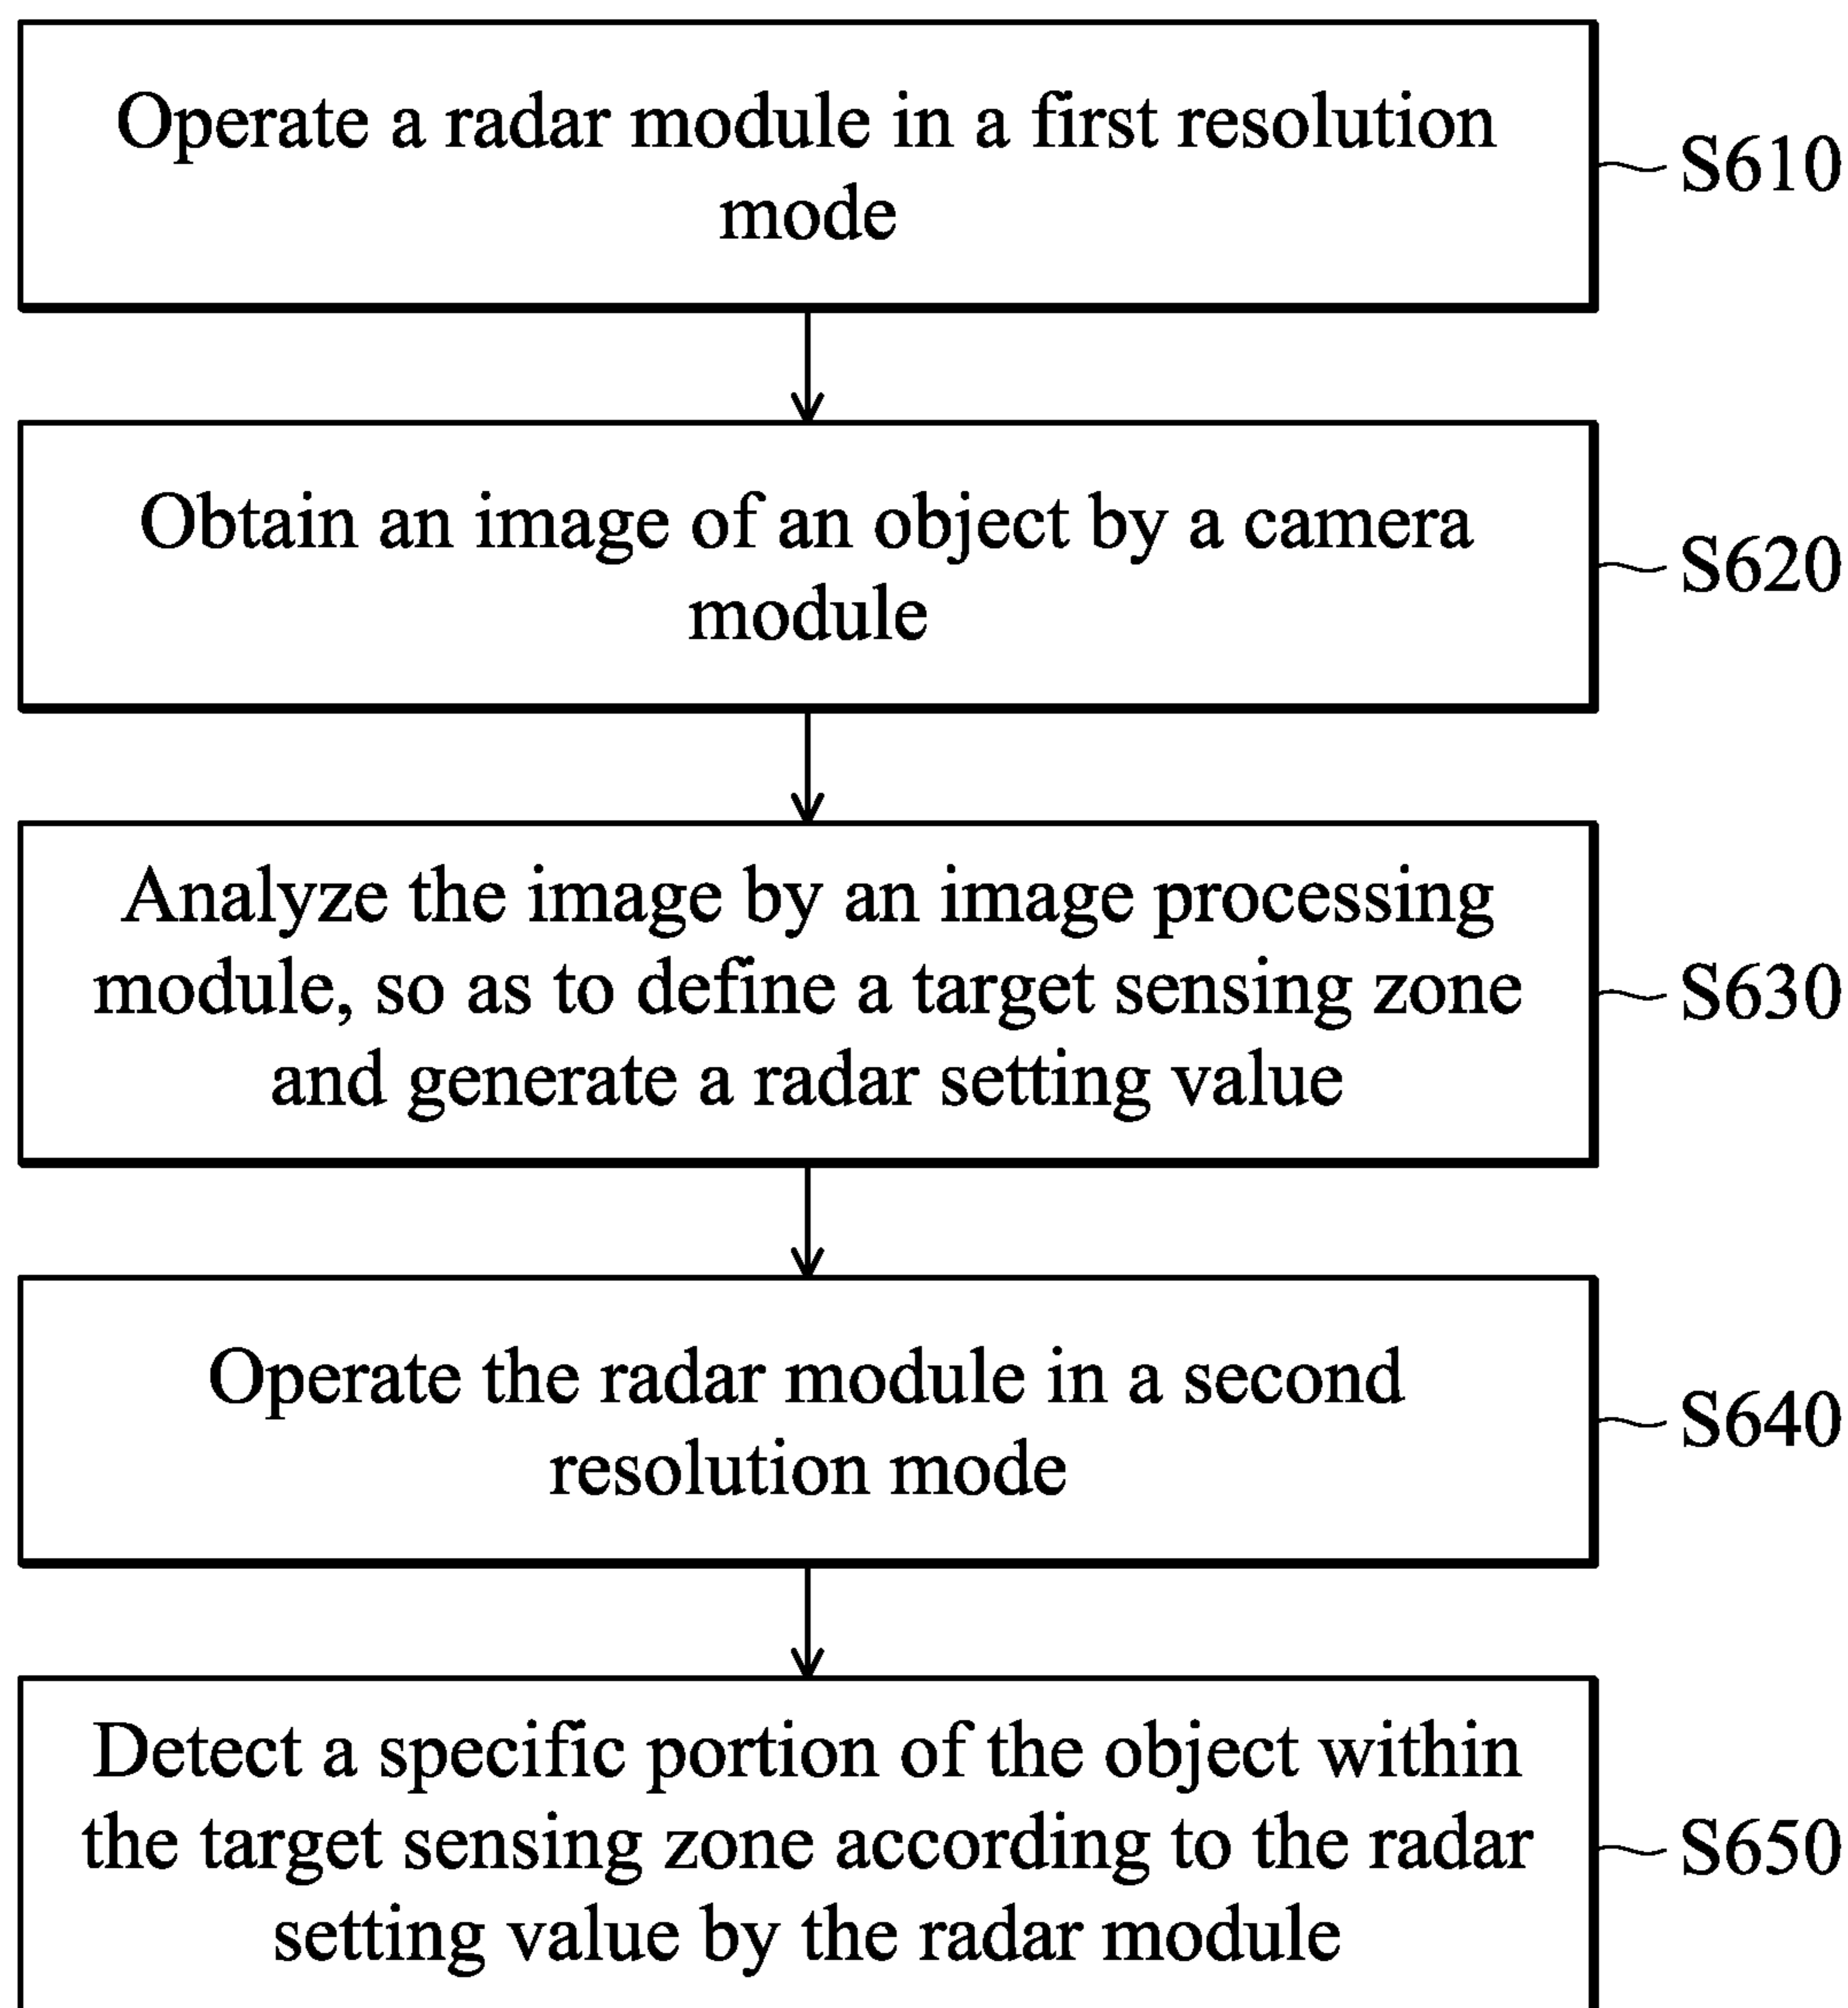 Operate a radar module in a first resolution
mode
S610
Obtain an image of an object by a camera
module
S620
Analyze the image by an image processing
module, so as to define a target sensing zone
and generate a radar setting value
S630
Operate the radar module in a second
resolution mode
S640
Detect a specific portion of the object within
the target sensing zone according to the radar
setting value by the radar module
S650